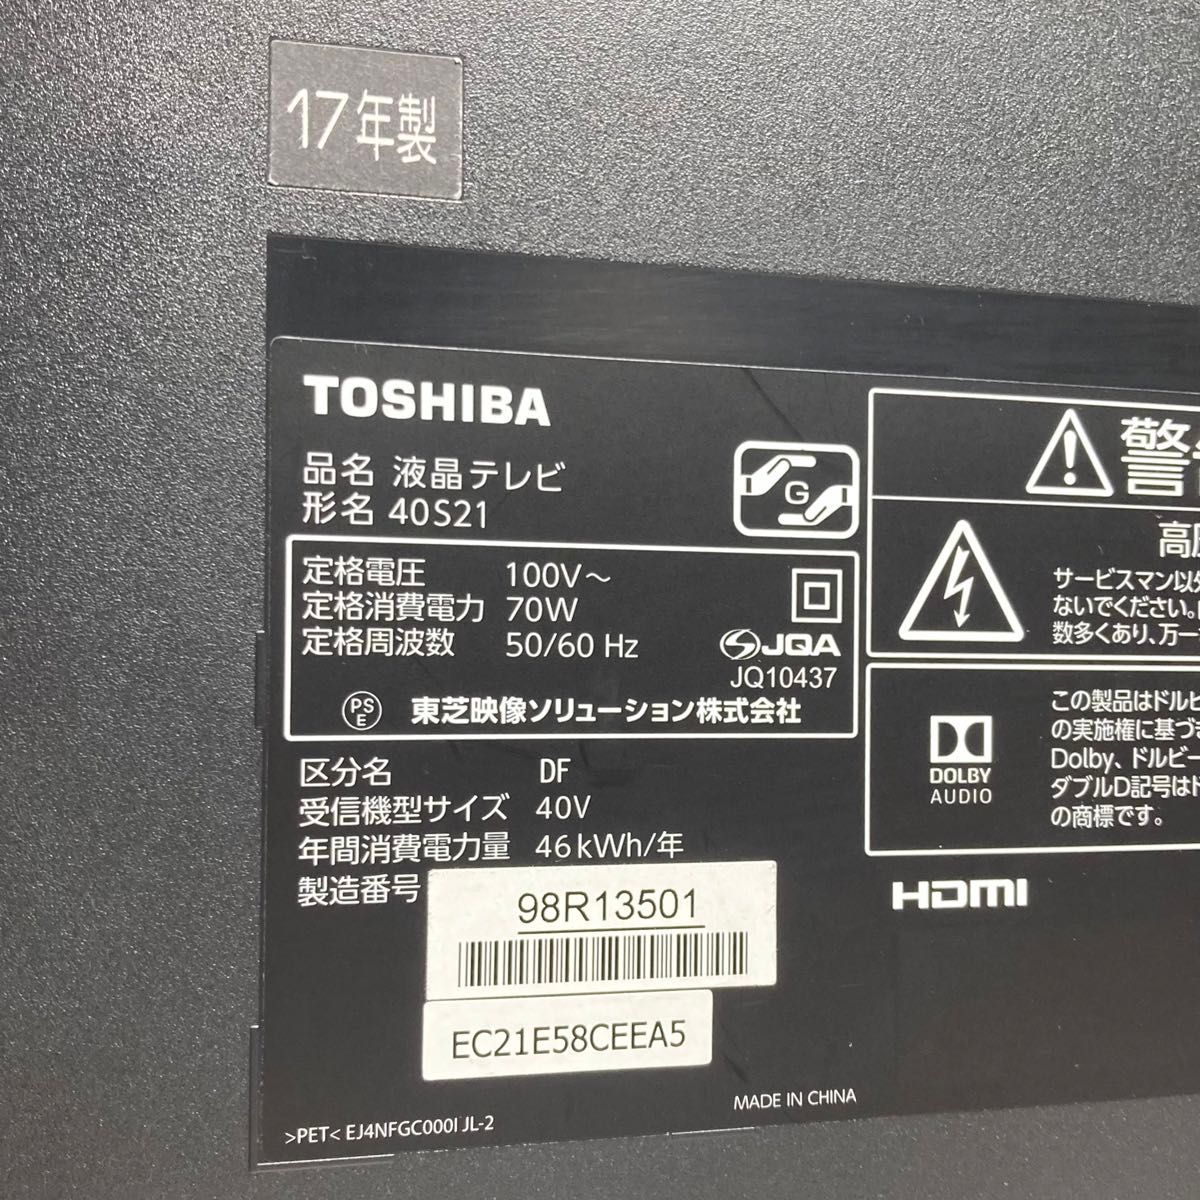 17年製
TOSHIBA
品名 液晶テレビ
形名 40S21
G
定格電圧 100V～
定格消費電力 70W
定格周波数 50/60 Hz
JQA
JQ10437
PSE 東芝映像ソリューション株式会社
区分名 DF
受信機型サイズ 40V
年間消費電力量 46kWh/年
製造番号 98R13501
EC21E58CEEA5
MADE IN CHINA
>PET< EJ4NFGC000I JL-2
警
高
サービスマン以
ないでください。
数多くあり、万一
DOLBY
AUDIO
この製品はドルビ
の実施権に基づ
Dolby、ドルビー
ダブルD記号は
の商標です。
HDMI